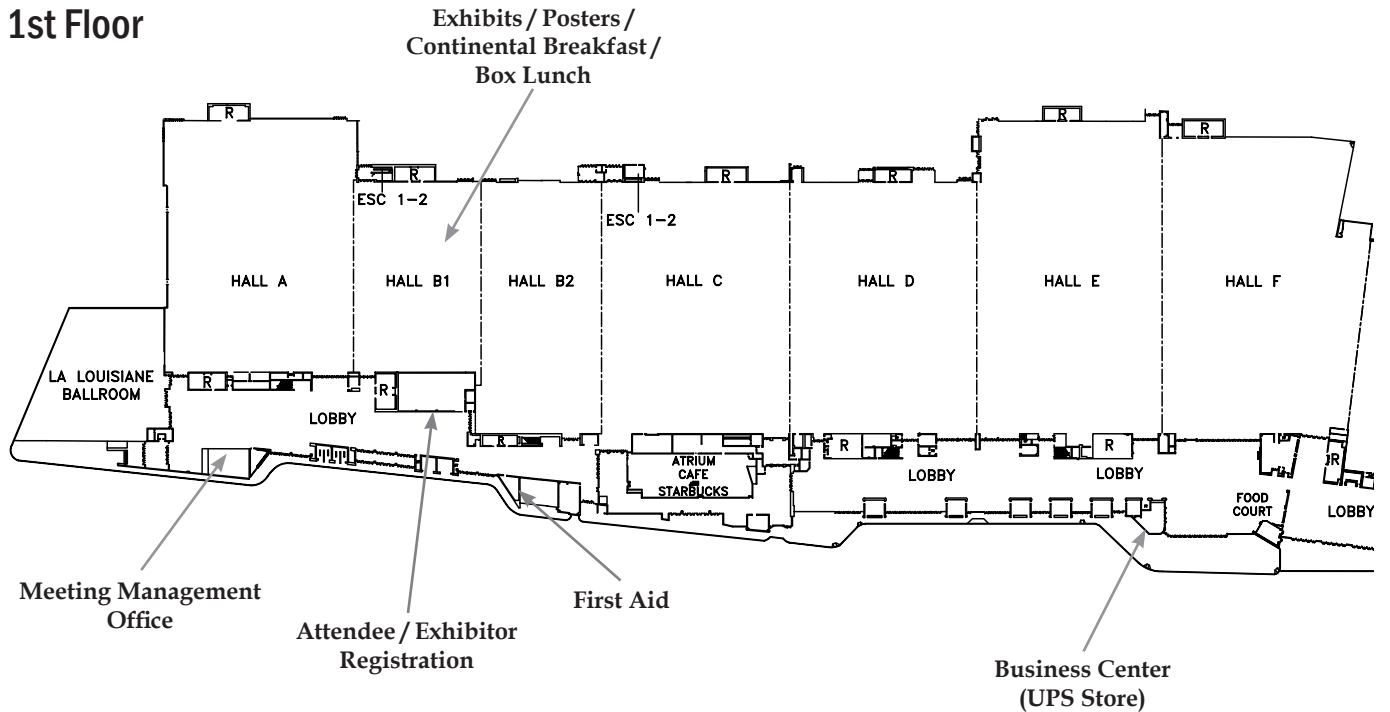 1st Floor
Exhibits / Posters /
Continental Breakfast /
Box Lunch
R
R
R
R
R
R
R
ESC 1-2
ESC 1-2
HALL A
HALL B1
HALL B2
HALL C
HALL D
HALL E
HALL F
LA LOUISIANE
BALLROOM
R
R
LOBBY
R
ATRIUM
CAFE
STARBUCKS
R
R
LOBBY
LOBBY
R
FOOD
COURT
LOBBY
Meeting Management
Office
Attendee / Exhibitor
Registration
First Aid
Business Center
(UPS Store)